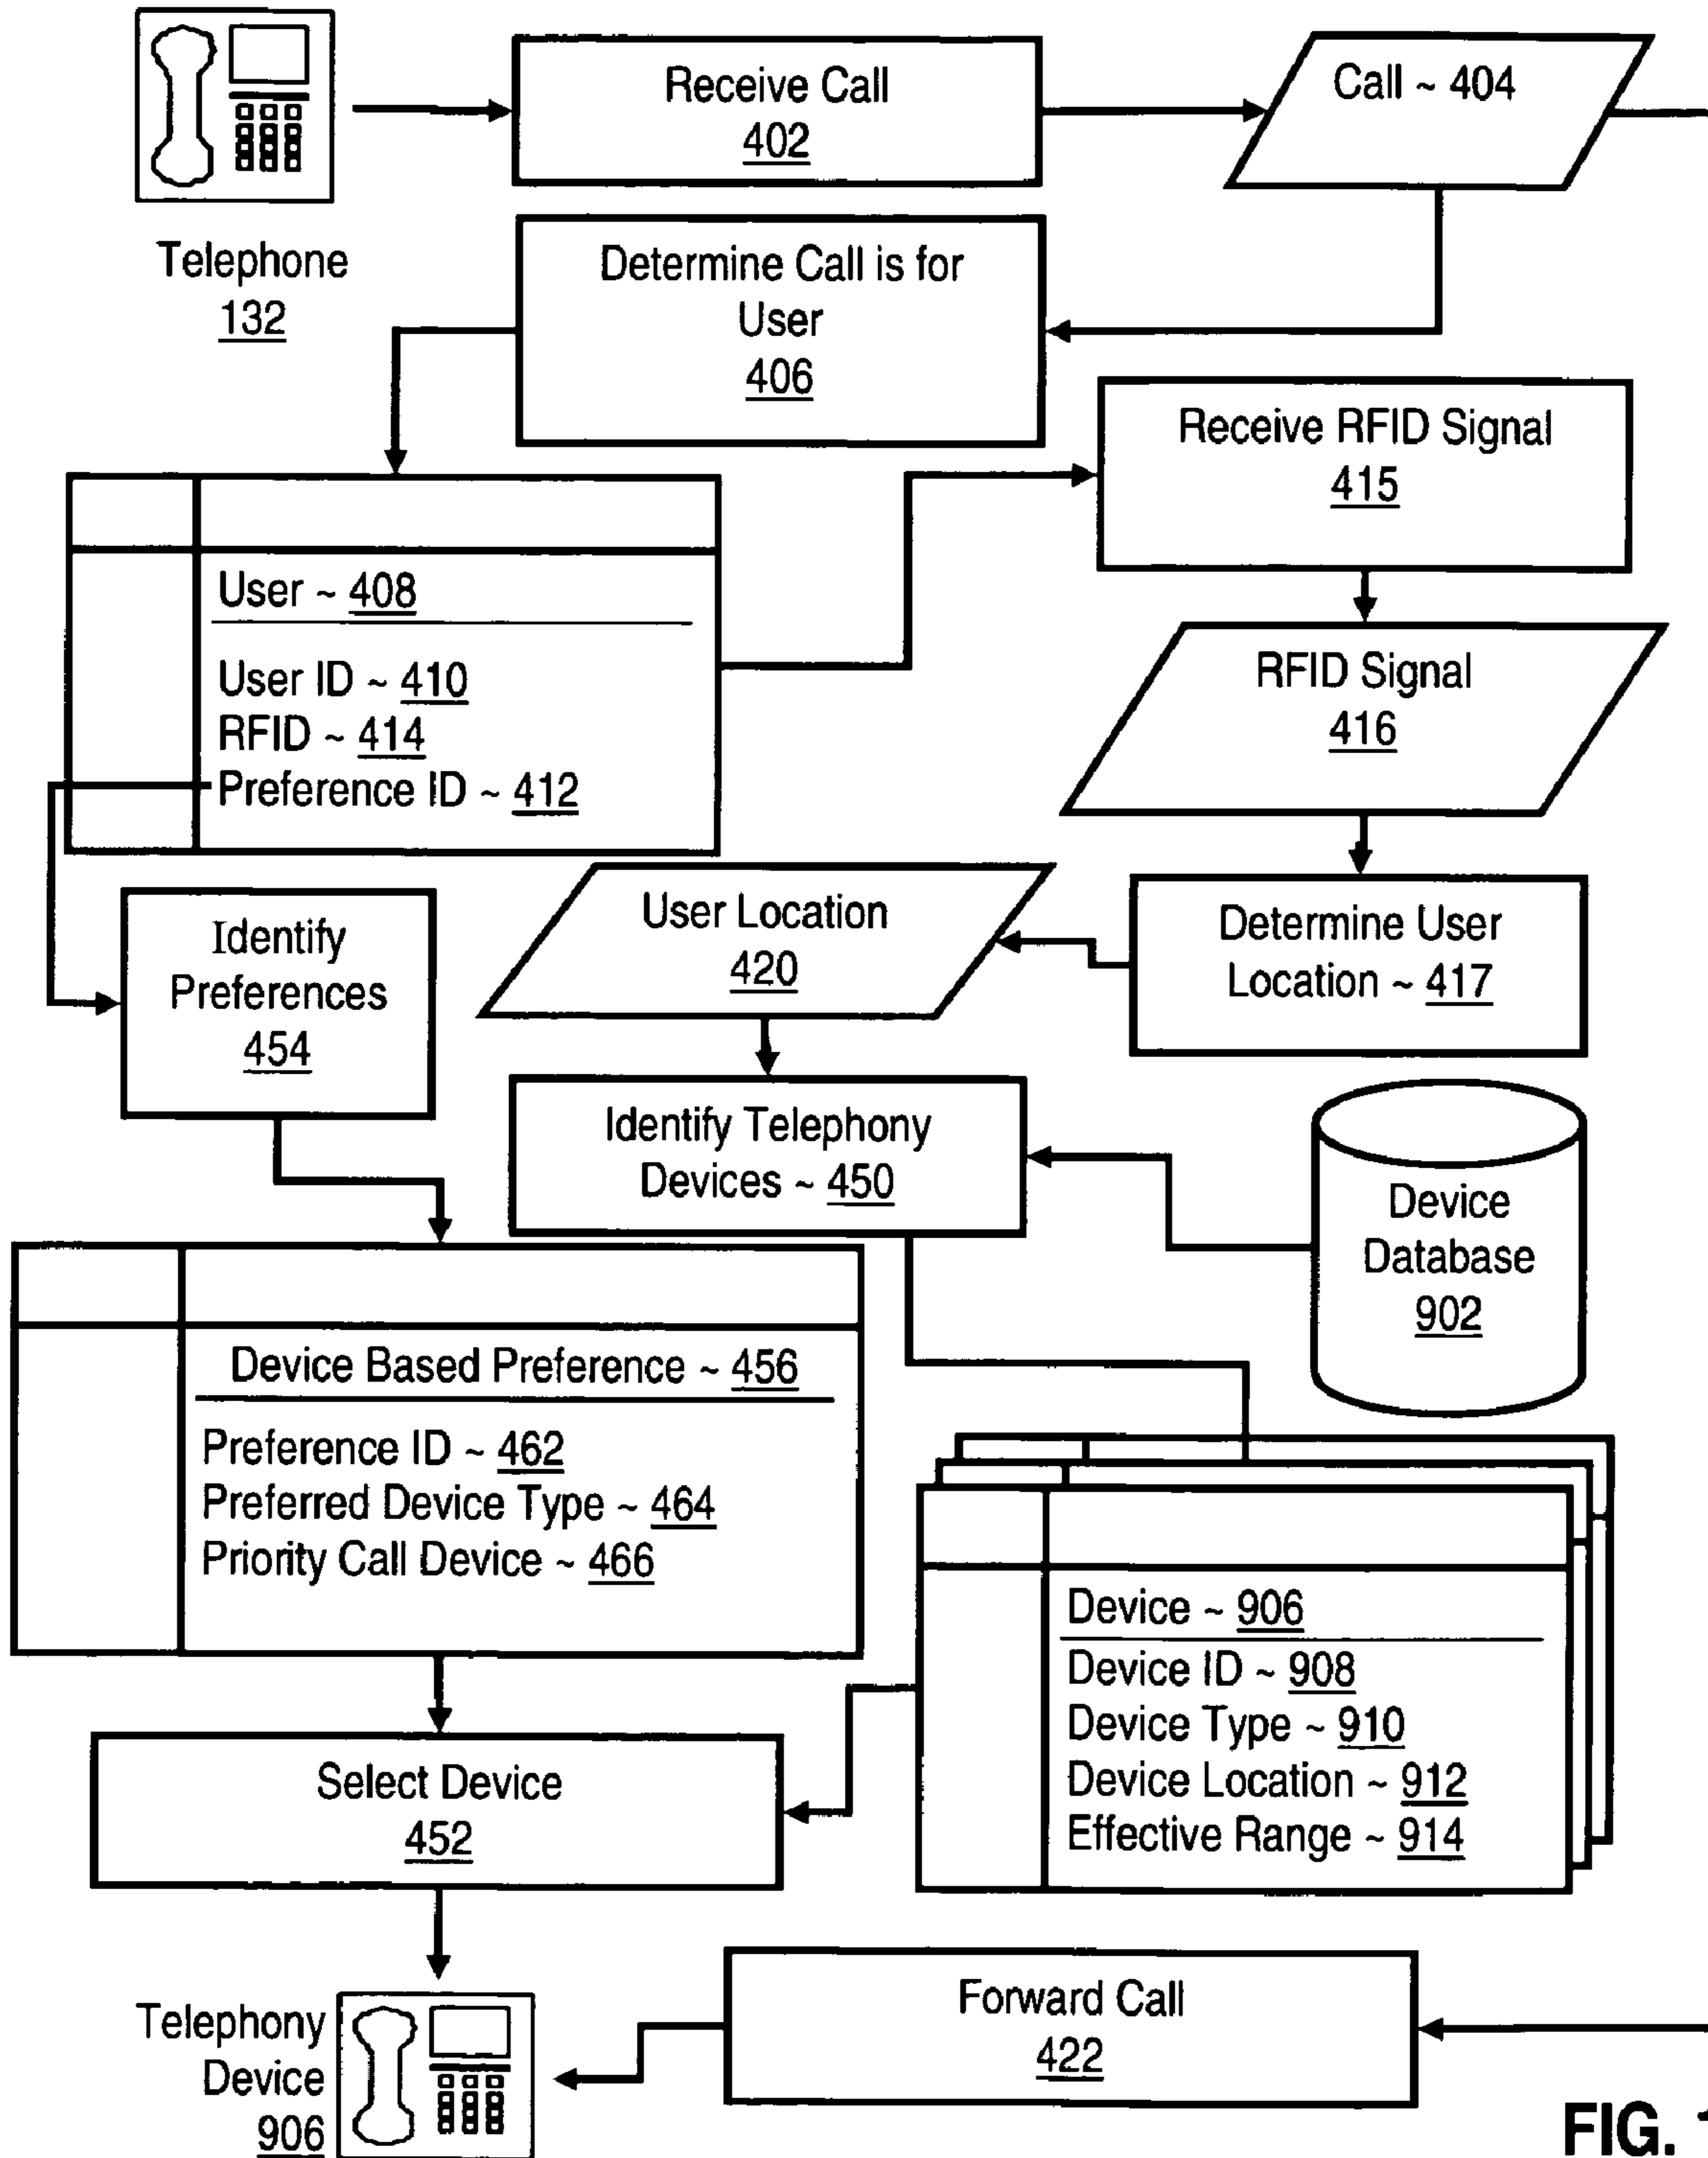 Receive Call
402
Call ~ 404
Telephone
132
Determine Call is for
User
406
Receive RFID Signal
415
User ~ 408
User ID ~ 410
RFID ~ 414
Preference ID ~ 412
RFID Signal
416
User Location
420
Determine User
Location ~ 417
Identify
Preferences
454
Identify Telephony
Devices ~ 450
Device
Database
902
Device Based Preference ~ 456
Preference ID ~ 462
Preferred Device Type ~ 464
Priority Call Device ~ 466
Device ~ 906
Device ID ~ 908
Device Type ~ 910
Device Location ~ 912
Effective Range ~ 914
Select Device
452
Forward Call
422
Telephony
Device
906
FIG.